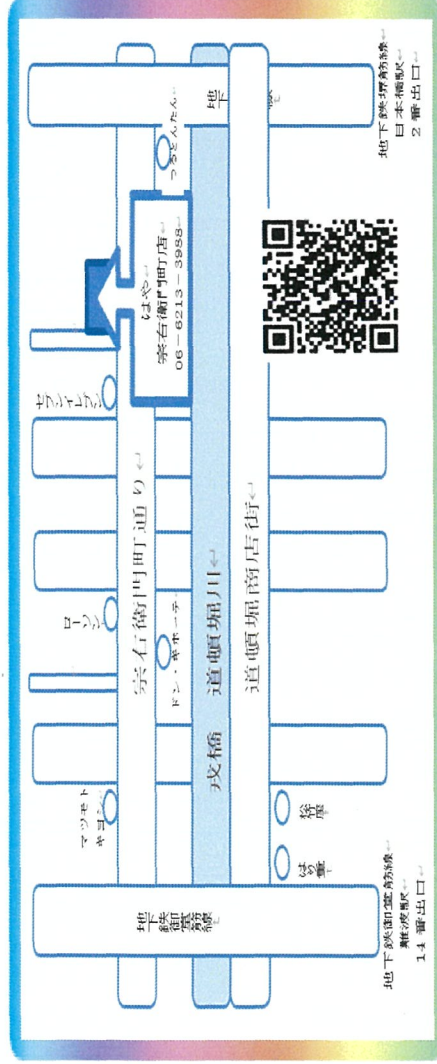 マツモト
キヨシ
ローソン
セブンイレブン
宗右衛門町通り
はや
宗右衛門町店
06-6213-3988
つるとんたん
ドン・キホーテ
地下
線
地下鉄御堂筋線
戎橋 道頓堀川
道頓堀商店街
はり重
地下鉄御堂筋線
難波駅
14番出口
地下鉄堺筋線
日本橋駅
2番出口